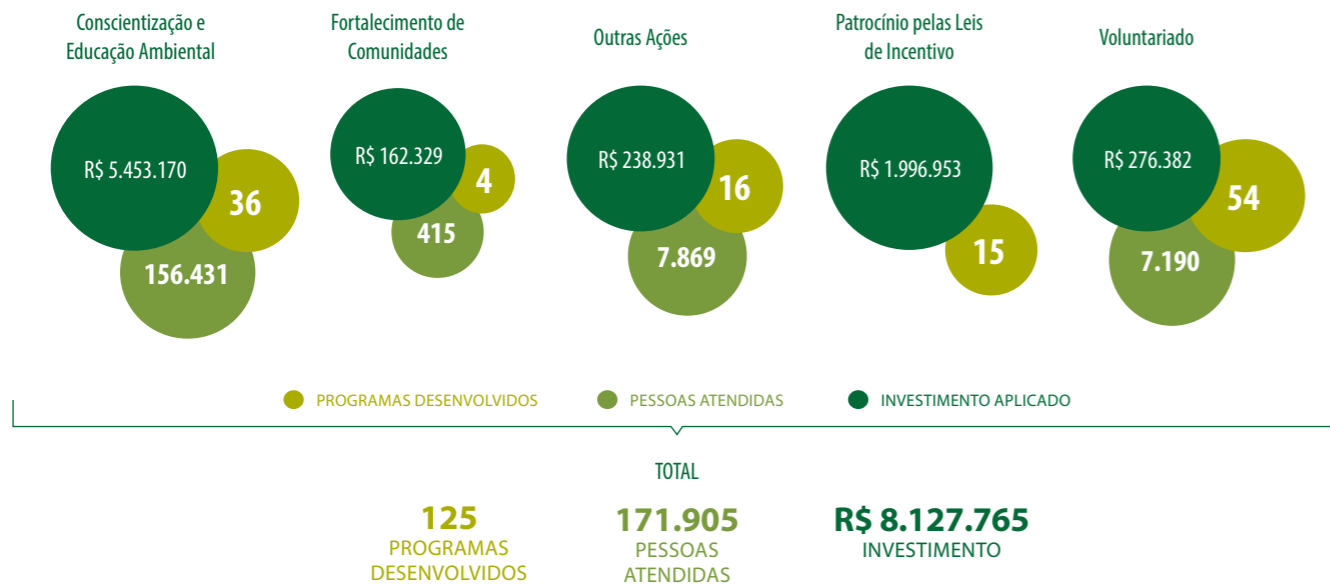 Conscientização e
Educação Ambiental
R$ 5.453.170
36
156.431
Fortalecimento de
Comunidades
R$ 162.329
4
415
Outras Ações
R$ 238.931
16
7.869
Patrocínio pelas Leis
de Incentivo
R$ 1.996.953
15
Voluntariado
R$ 276.382
54
7.190
PROGRAMAS DESENVOLVIDOS
PESSOAS ATENDIDAS
INVESTIMENTO APLICADO
TOTAL
125
PROGRAMAS
DESENVOLVIDOS
171.905
PESSOAS
ATENDIDAS
R$ 8.127.765
INVESTIMENTO